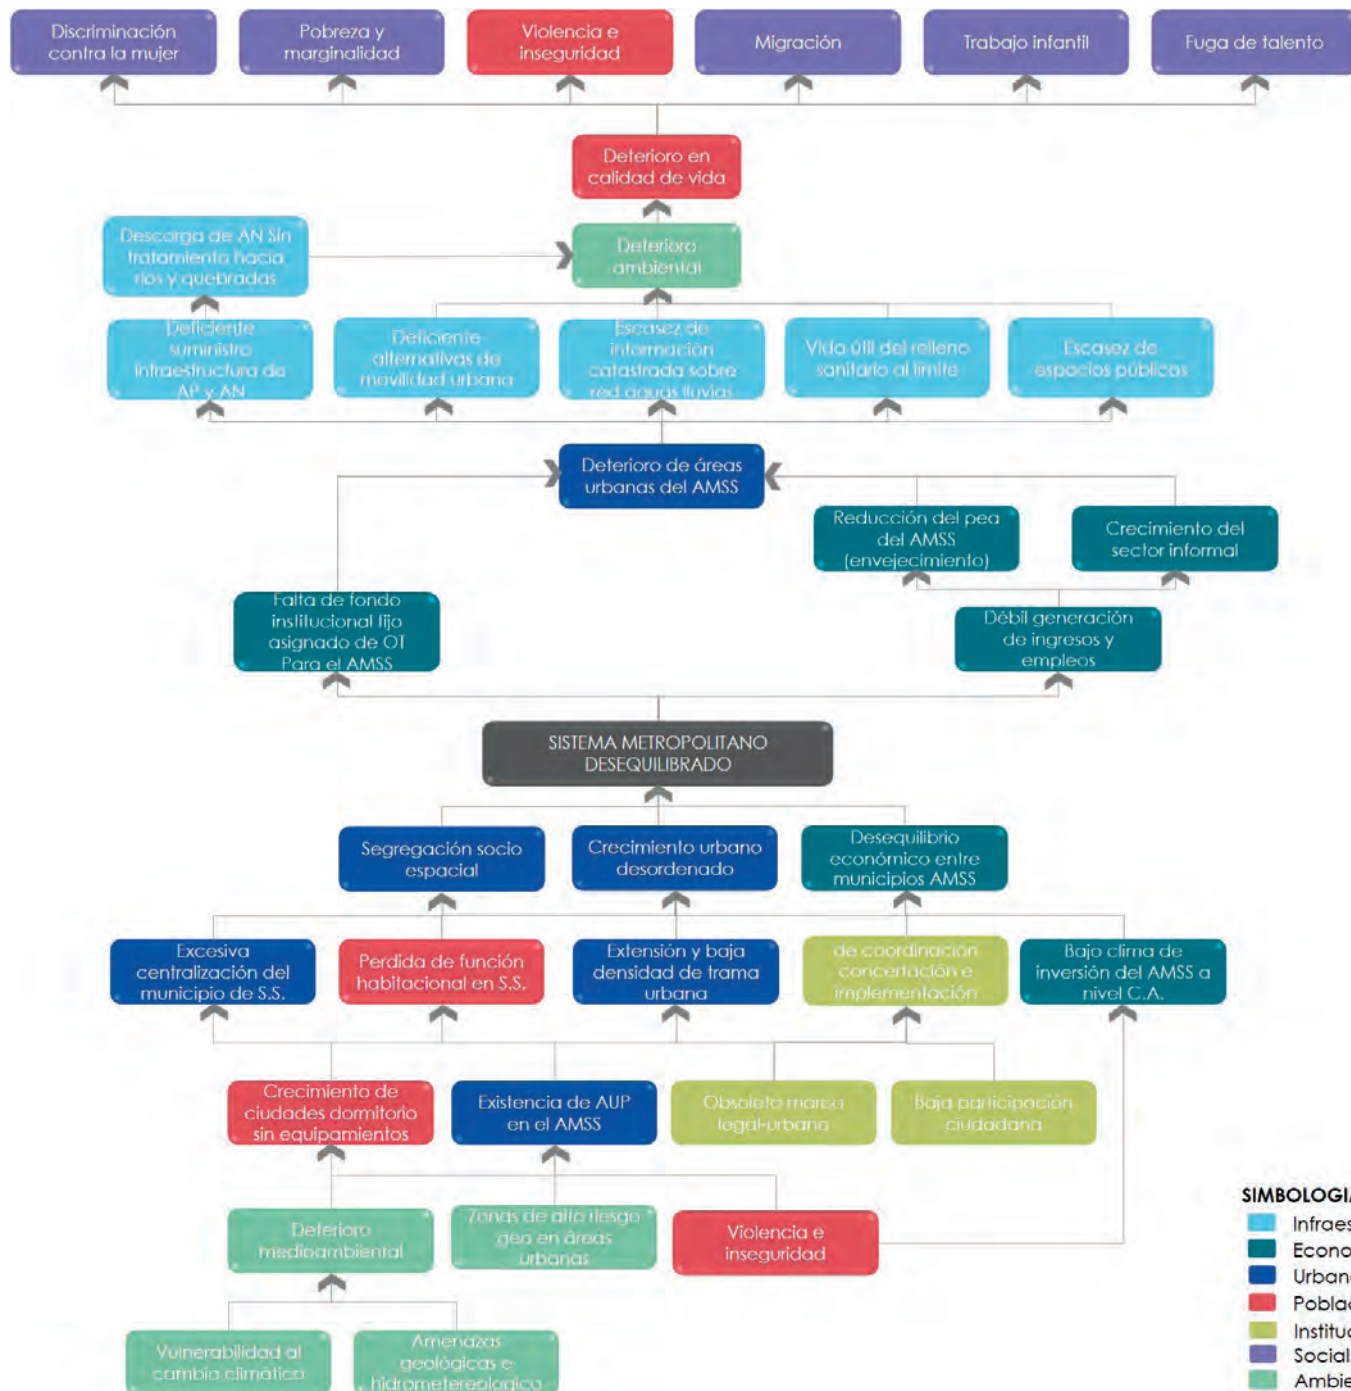 Discriminación
contra la mujer
Pobreza y
marginalidad
Violencia e
inseguridad
Migración
Trabajo infantil
Fuga de talento
Deterioro en
calidad de vida
Descarga de AN Sin
tratamiento hacia
ríos y quebradas
Deterioro
ambiental
Deficiente
suministro
infraestructura de
AP y AN
Deficiente
alternativas de
movilidad urbana
Escasez de
información
catastrada sobre
red aguas lluvias
Vida útil del relleno
sanitario al límite
Escasez de
espacios públicos
Deterioro de áreas
urbanas del AMSS
Reducción del pea
del AMSS
(envejecimiento)
Crecimiento del
sector informal
Falta de fondo
institucional fijo
asignado de OT
Para el AMSS
Débil generación
de ingresos y
empleos
SISTEMA METROPOLITANO
DESEQUILIBRADO
Segregación socio
espacial
Crecimiento urbano
desordenado
Desequilibrio
económico entre
municipios AMSS
Excesiva
centralización del
municipio de S.S.
Perdida de función
habitacional en S.S.
Extensión y baja
densidad de trama
urbana
de coordinación
concertación e
implementación
Bajo clima de
inversión del AMSS a
nivel C.A.
Crecimiento de
ciudades dormitorio
sin equipamientos
Existencia de AUP
en el AMSS
Obsoleto marco
legal-urbano
Baja participación
ciudadana
Deterioro
medioambiental
Zonas de alto riesgo
geo en áreas
urbanas
Violencia e
inseguridad
Vulnerabilidad al
cambio climático
Amenazas
geológicas e
hidrometereologico
SIMBOLOGIA
Infraes
Econo
Urban
Poblac
Instituc
Social
Ambie